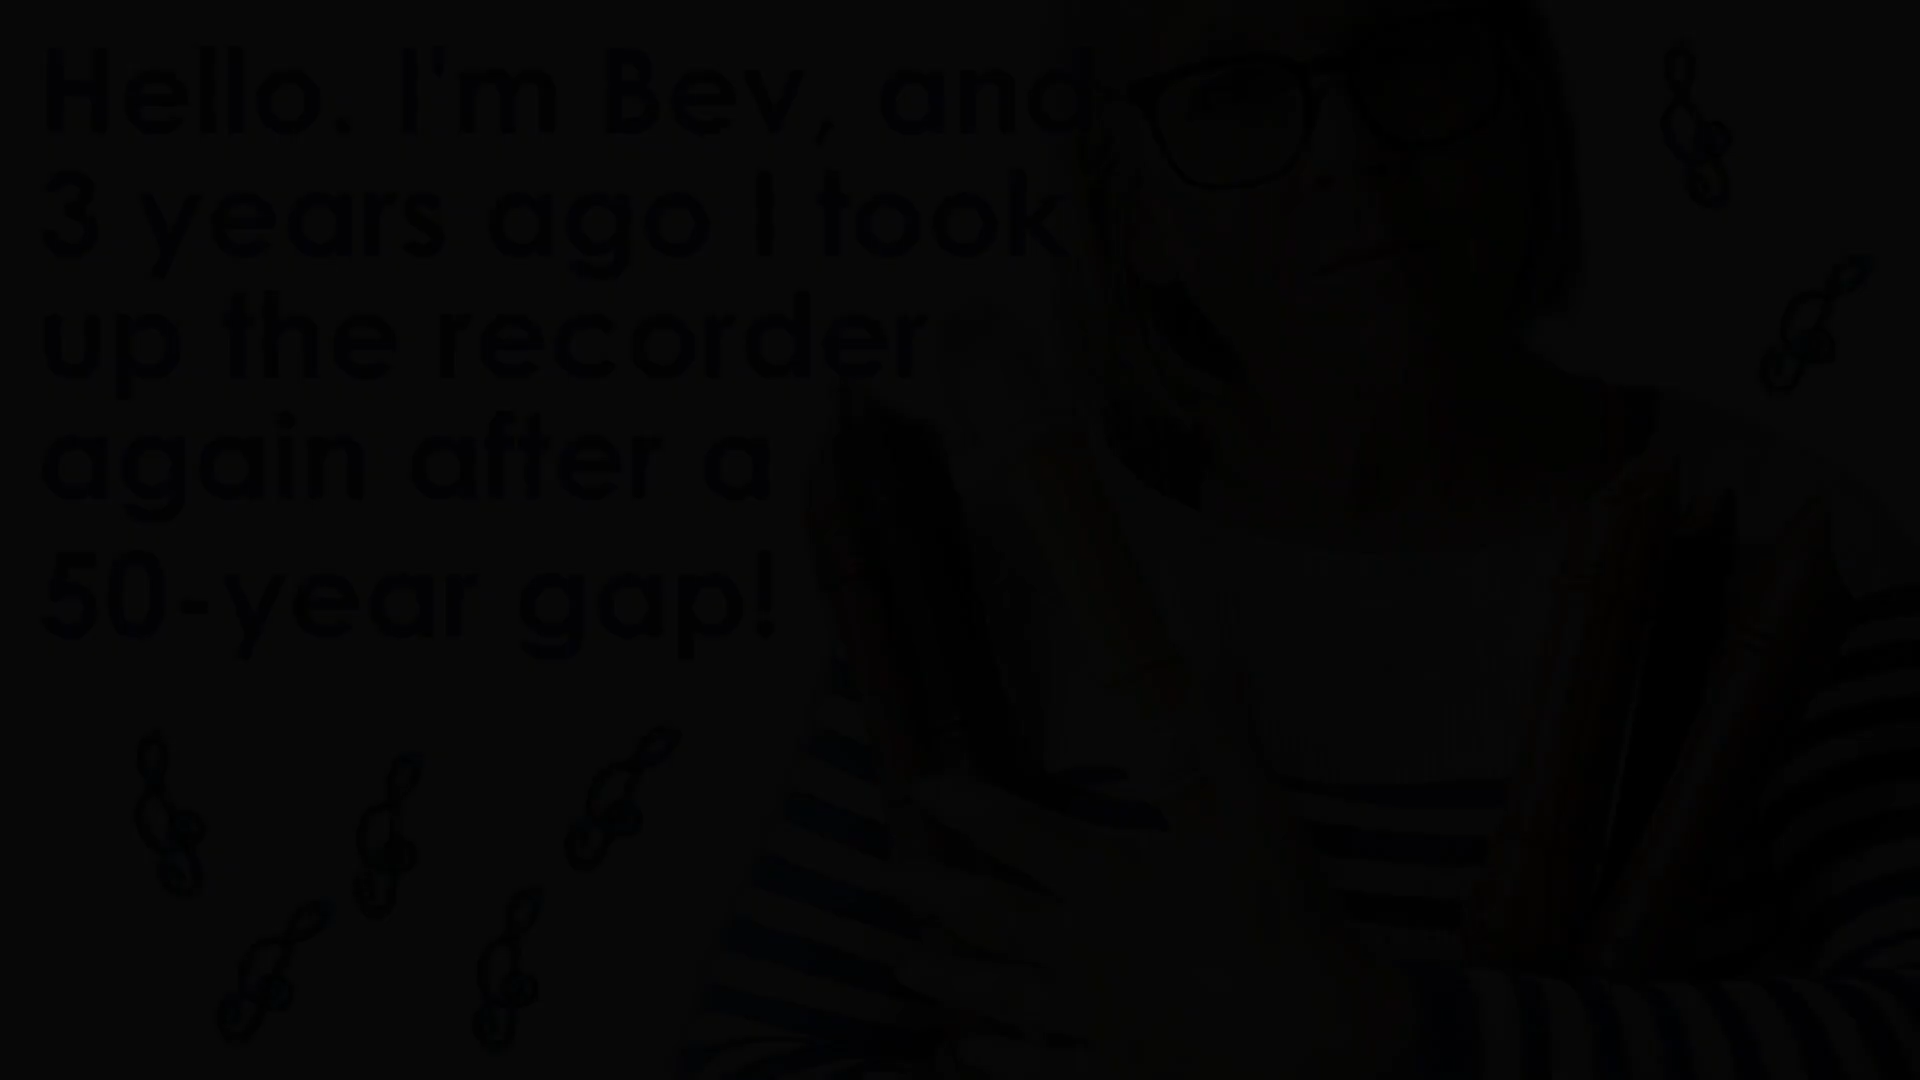 Hello. I'm Bev, and
3 years ago I took
up the recorder
again after a
50-year gap!